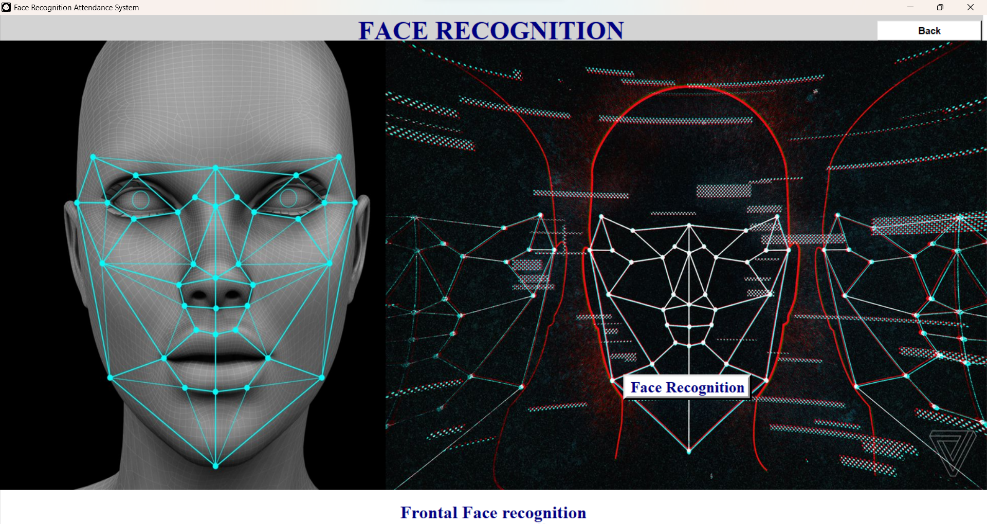 Face Recognition Attendance System
FACE RECOGNITION
Back
Face Recognition
Frontal Face recognition